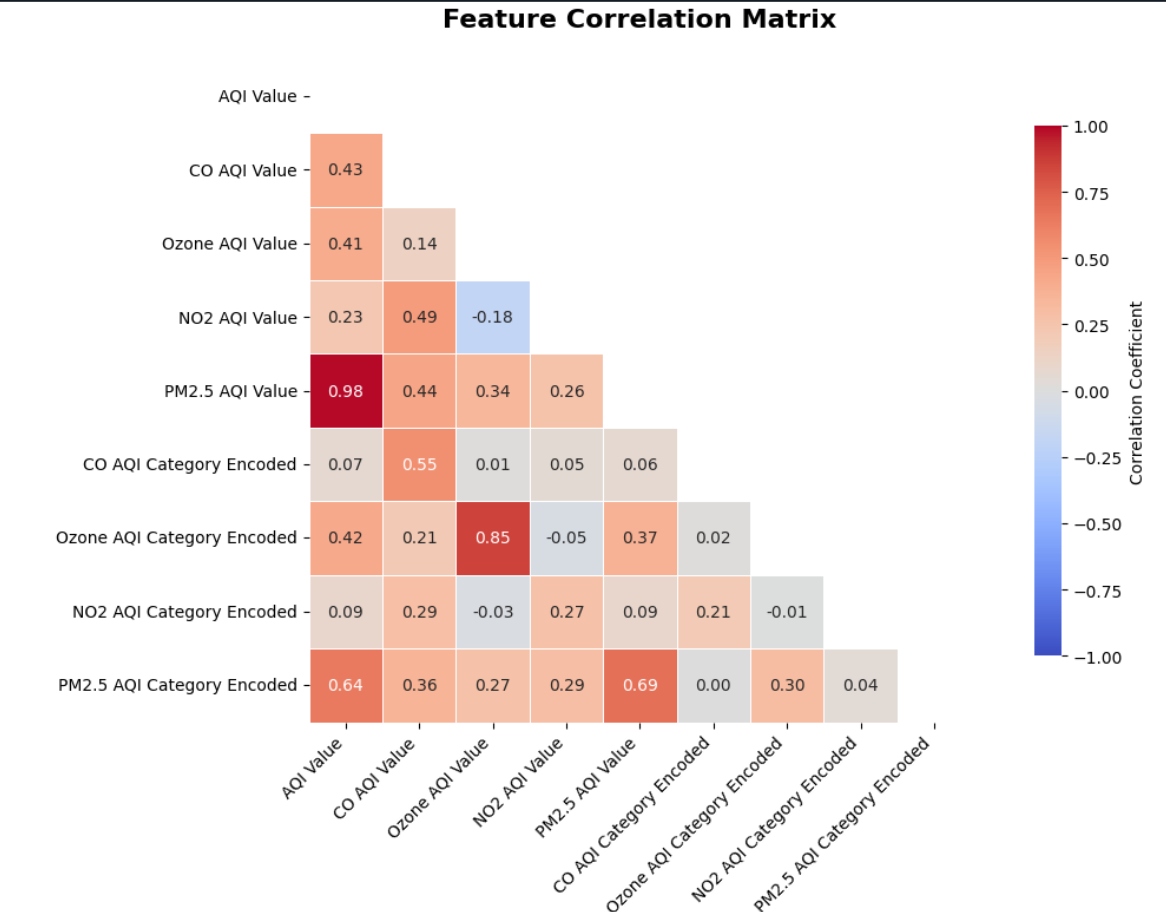 Feature Correlation Matrix
AQI Value
CO AQI Value 0.43
Ozone AQI Value 0.41 0.14
NO2 AQI Value 0.23 0.49 -0.18
PM2.5 AQI Value 0.98 0.44 0.34 0.26
CO AQI Category Encoded 0.07 0.55 0.01 0.05 0.06
Ozone AQI Category Encoded 0.42 0.21 0.85 -0.05 0.37 0.02
NO2 AQI Category Encoded 0.09 0.29 -0.03 0.27 0.09 0.21 -0.01
PM2.5 AQI Category Encoded 0.64 0.36 0.27 0.29 0.69 0.00 0.30 0.04
AQI Value
CO AQI Value
Ozone AQI Value
NO2 AQI Value
PM2.5 AQI Value
CO AQI Category Encoded
Ozone AQI Category Encoded
NO2 AQI Category Encoded
PM2.5 AQI Category Encoded
1.00
0.75
0.50
0.25
0.00
−0.25
−0.50
−0.75
−1.00
Correlation Coefficient